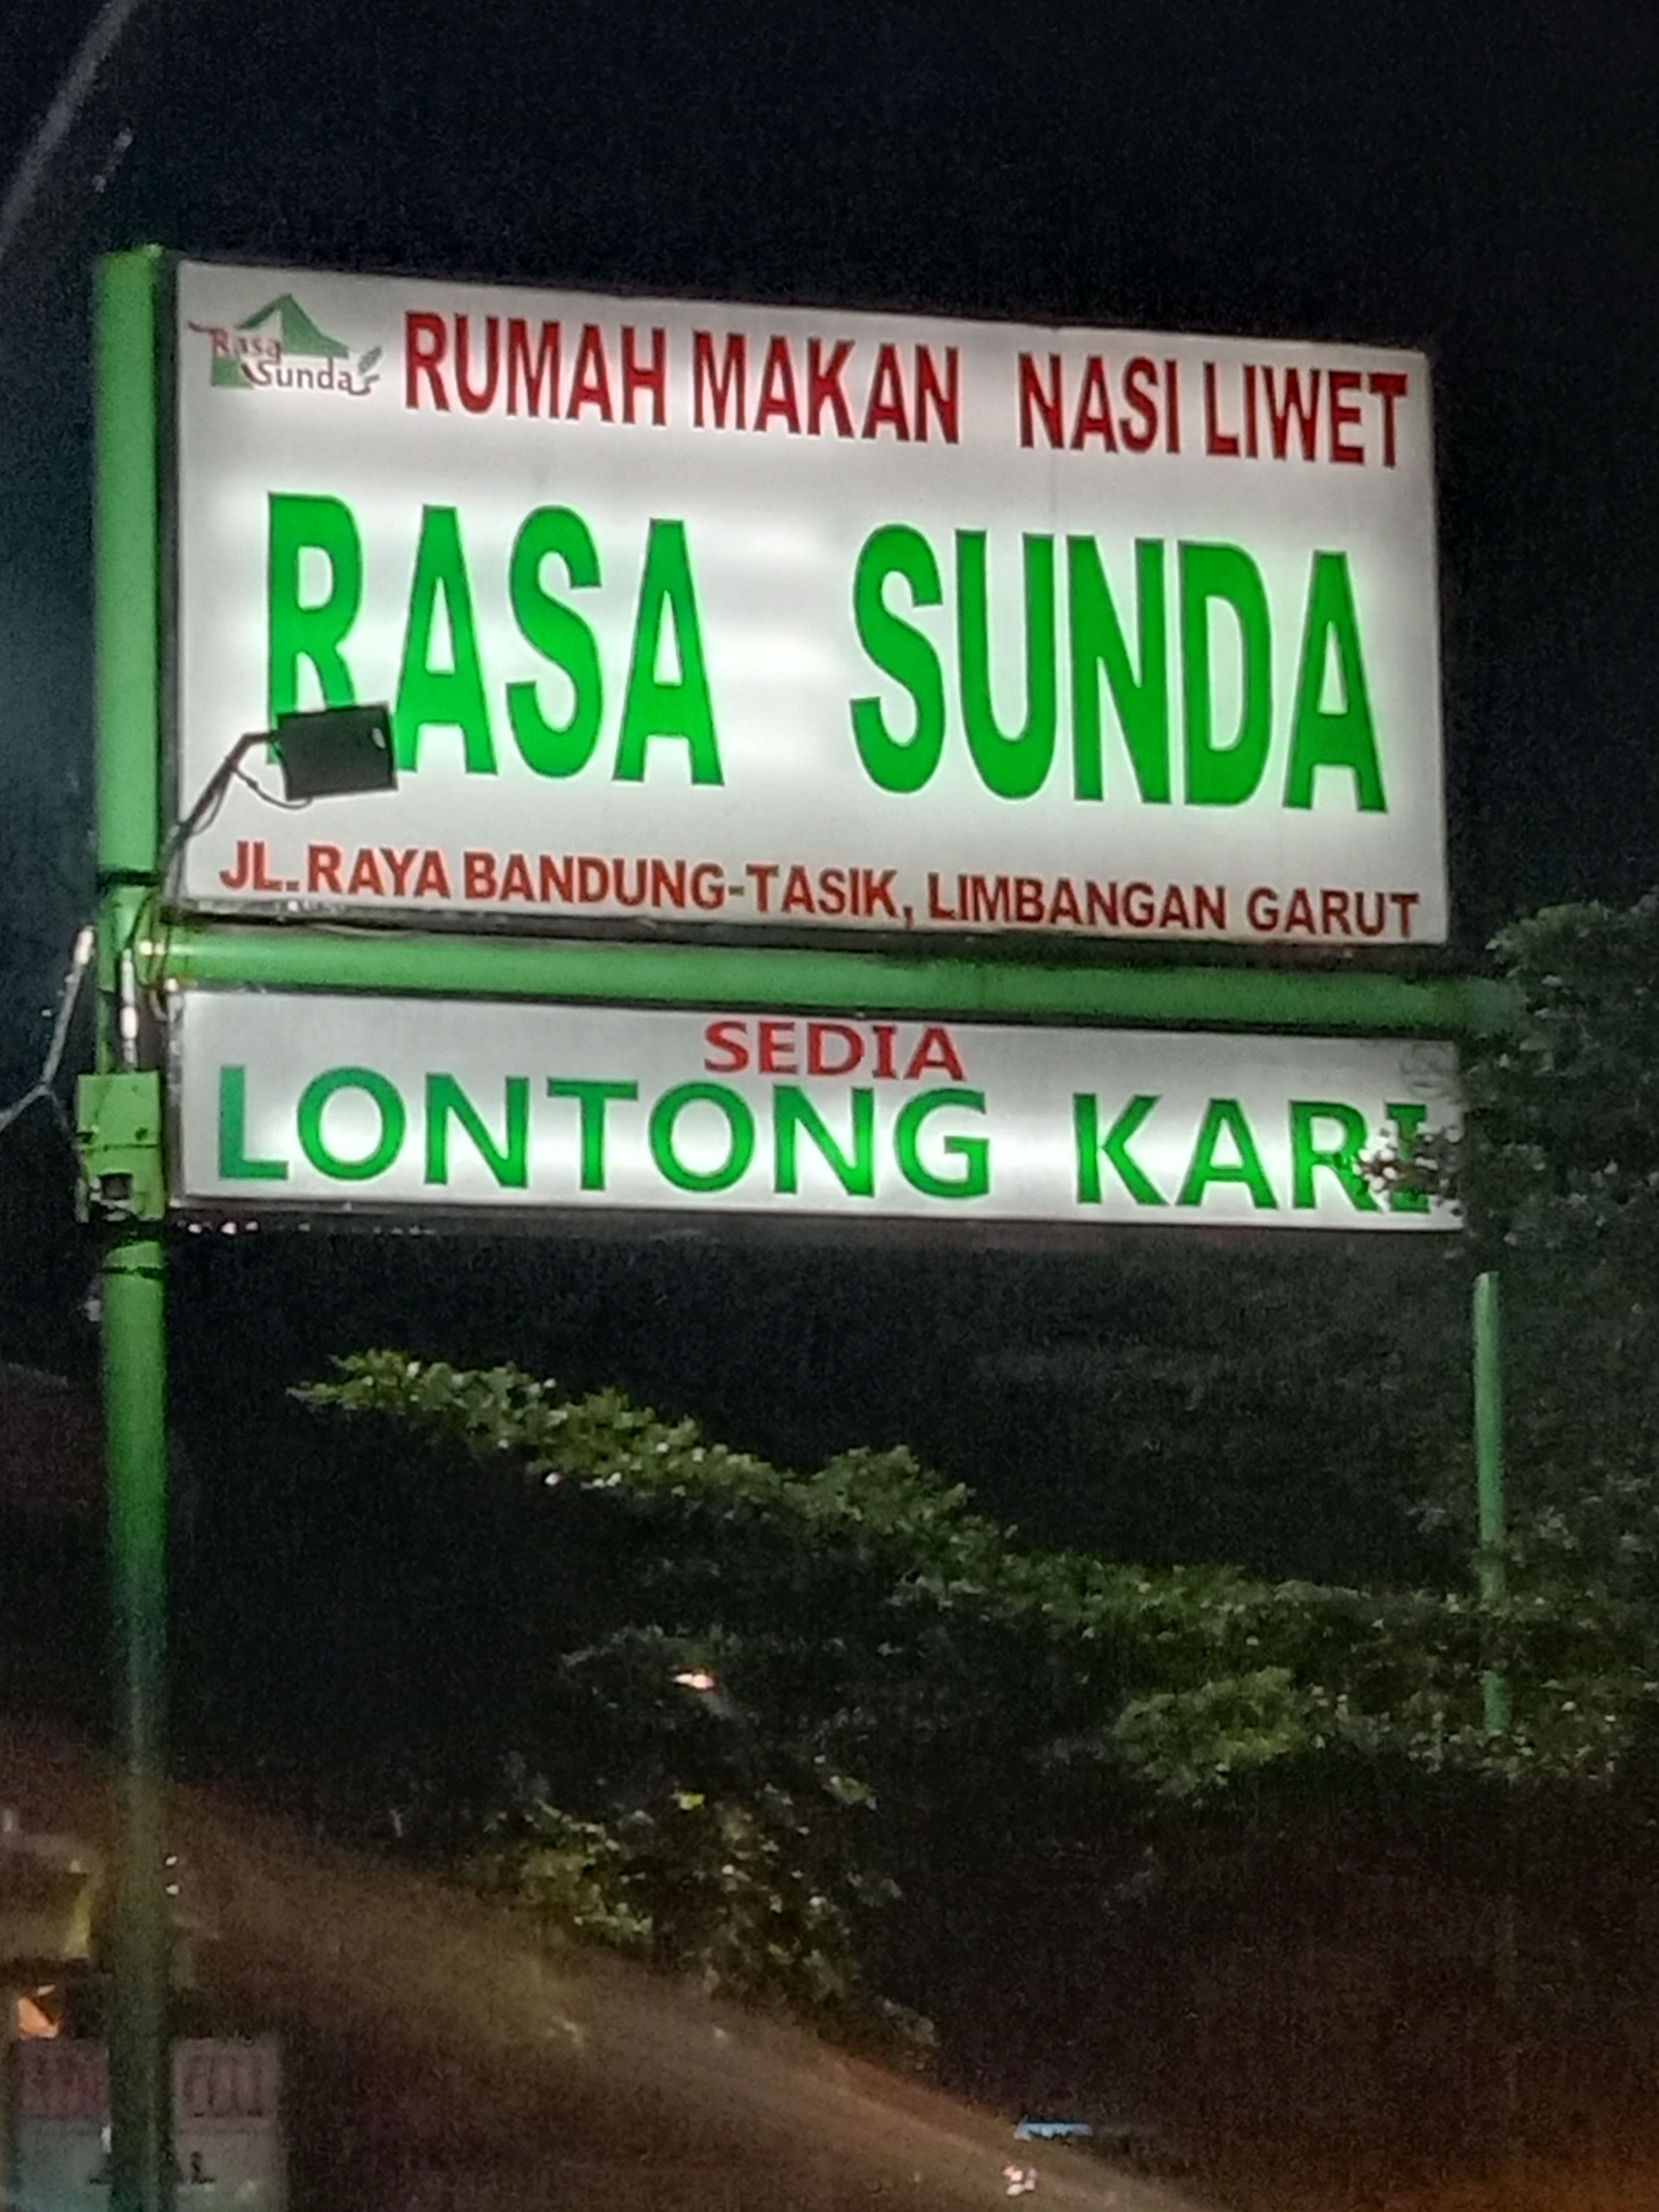 Rasa
Sunda
RUMAH MAKAN NASI LIWET
RASA SUNDA
JL.RAYA BANDUNG-TASIK, LIMBANGAN GARUT
SEDIA
LONTONG KARI